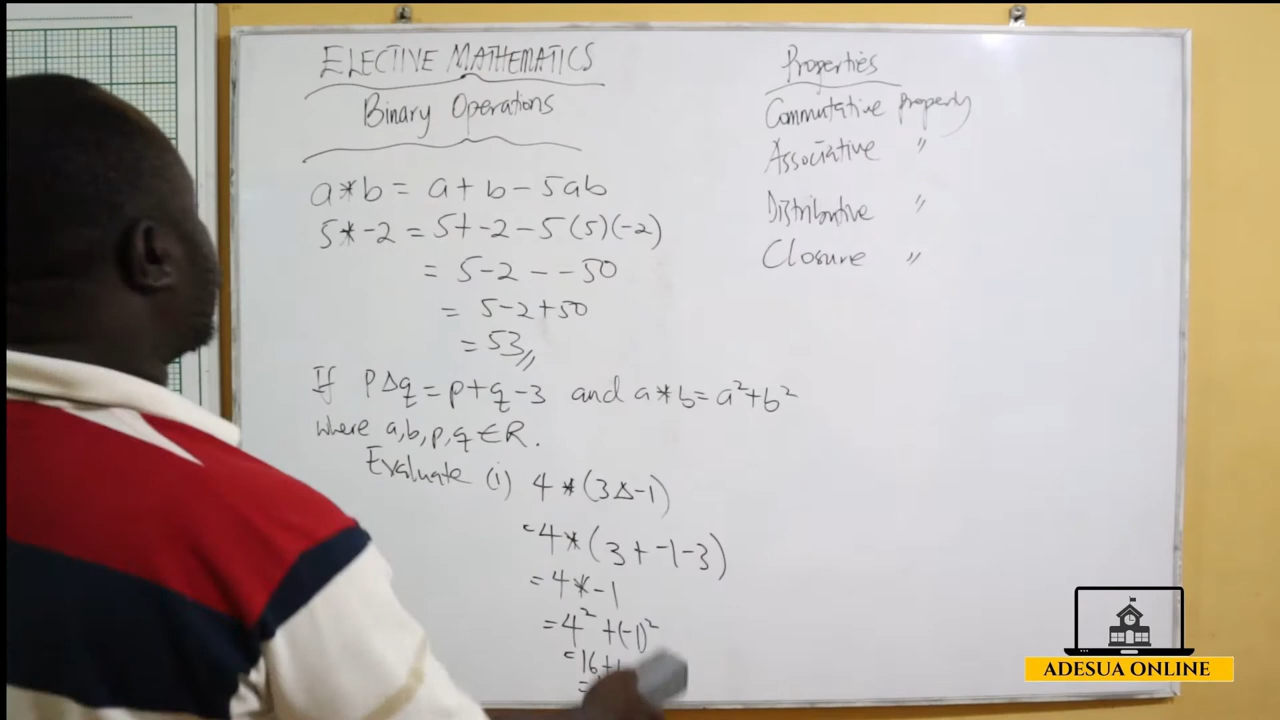 ELECTIVE MATHEMATICS
Binary Operations
a*b = a+b-5ab
5*-2 = 5+-2-5(5)(-2)
= 5-2--50
= 5-2+50
= 53,,
If p∆q = p+q-3 and a*b = a²+b²
where a,b,p,q ∈ R.
Evaluate (i) 4*(3∆-1)
=4*(3+-1-3)
=4*-1
=4²+(-1)²
=16+1
=
Properties
Commutative property
Associative "
Distributive "
Closure "
ADESUA ONLINE